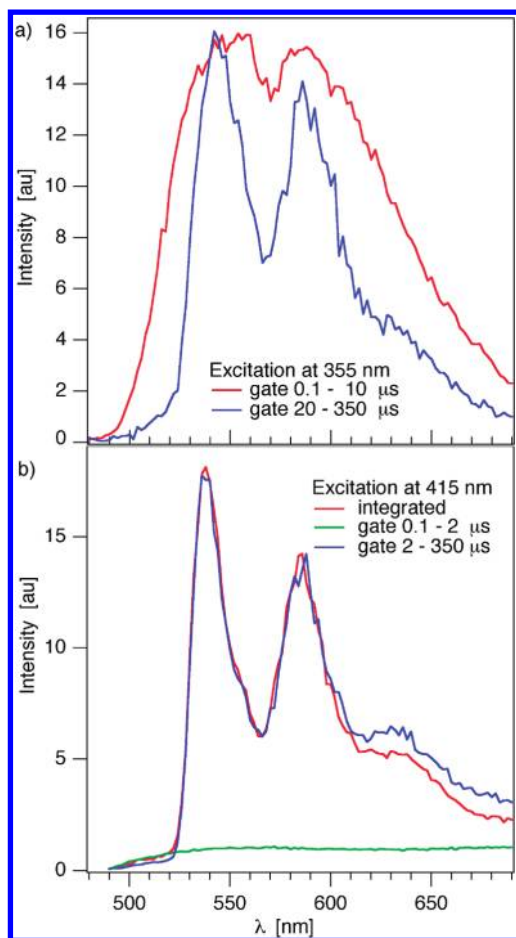 a)
16
14
12
10
8
6
4
2
0
Intensity [au]
Excitation at 355 nm
gate 0.1 - 10 μs
gate 20 - 350 μs
b)
15
10
5
0
Intensity [au]
Excitation at 415 nm
integrated
gate 0.1 - 2 μs
gate 2 - 350 μs
500 550 600 650
λ [nm]